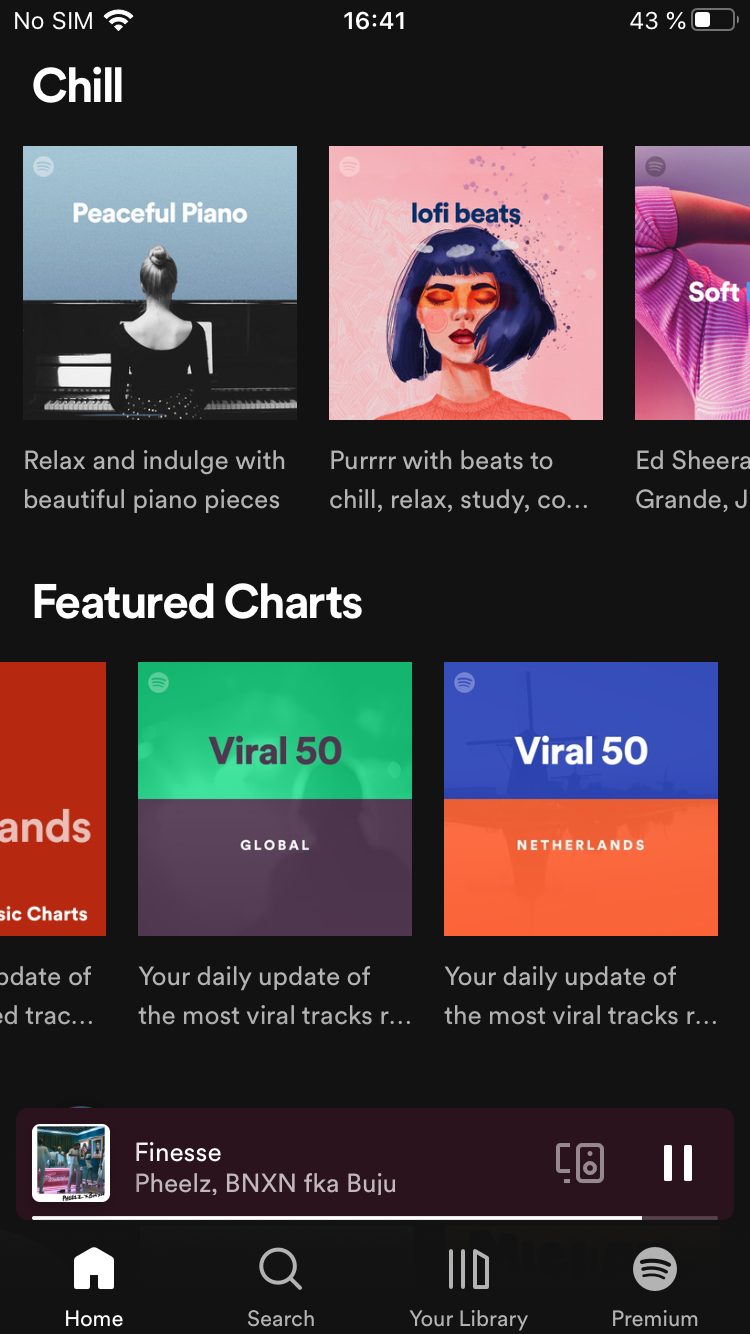 No SIM 16:41 43 %
Chill
Peaceful Piano
lofi beats
Soft
Relax and indulge with
beautiful piano pieces
Purrrr with beats to
chill, relax, study, co...
Ed Sheera
Grande, J
Featured Charts
ands
sic Charts
Viral 50
GLOBAL
Viral 50
NETHERLANDS
pdate of
ed trac...
Your daily update of
the most viral tracks r...
Your daily update of
the most viral tracks r...
Finesse
Pheelz, BNXN fka Buju
Home
Search
Your Library
Premium